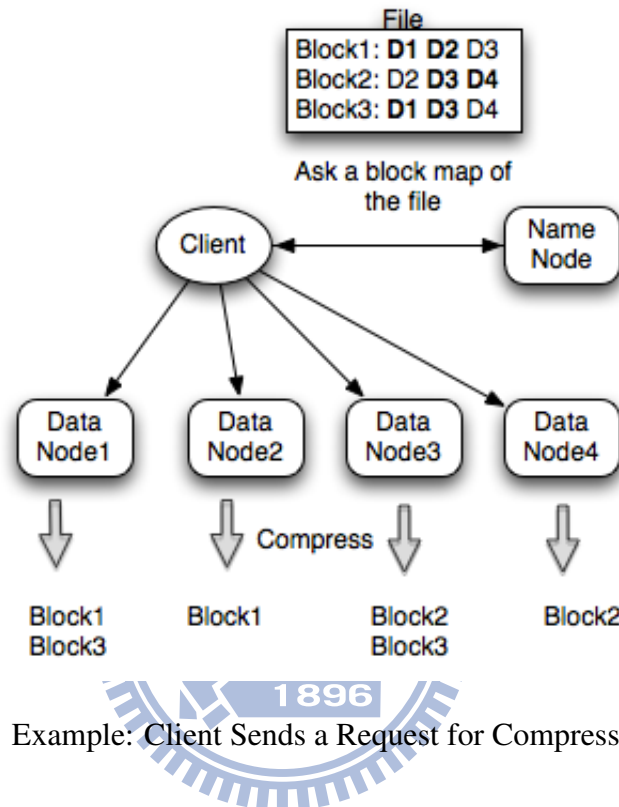 File
Block1: D1 D2 D3
Block2: D2 D3 D4
Block3: D1 D3 D4
Ask a block map of
the file
Client
Name
Node
Data
Node1
Data
Node2
Data
Node3
Data
Node4
Compress
Block1
Block3
Block1
Block2
Block3
Block2
1896
Example: Client Sends a Request for Compress